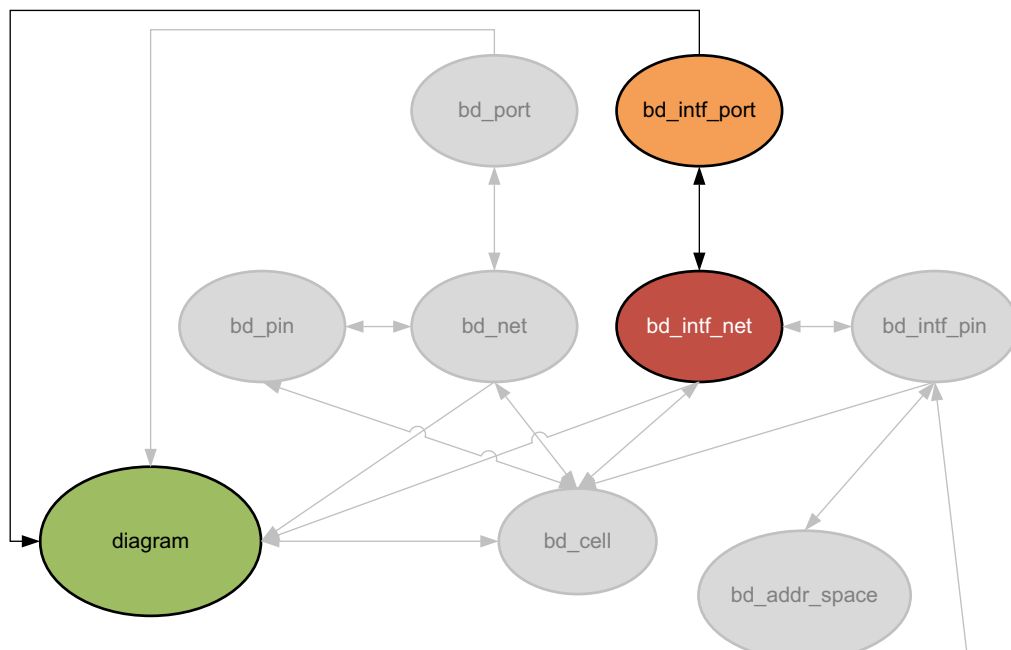 bd_port
bd_intf_port
bd_pin
bd_net
bd_intf_net
bd_intf_pin
diagram
bd_cell
bd_addr_space